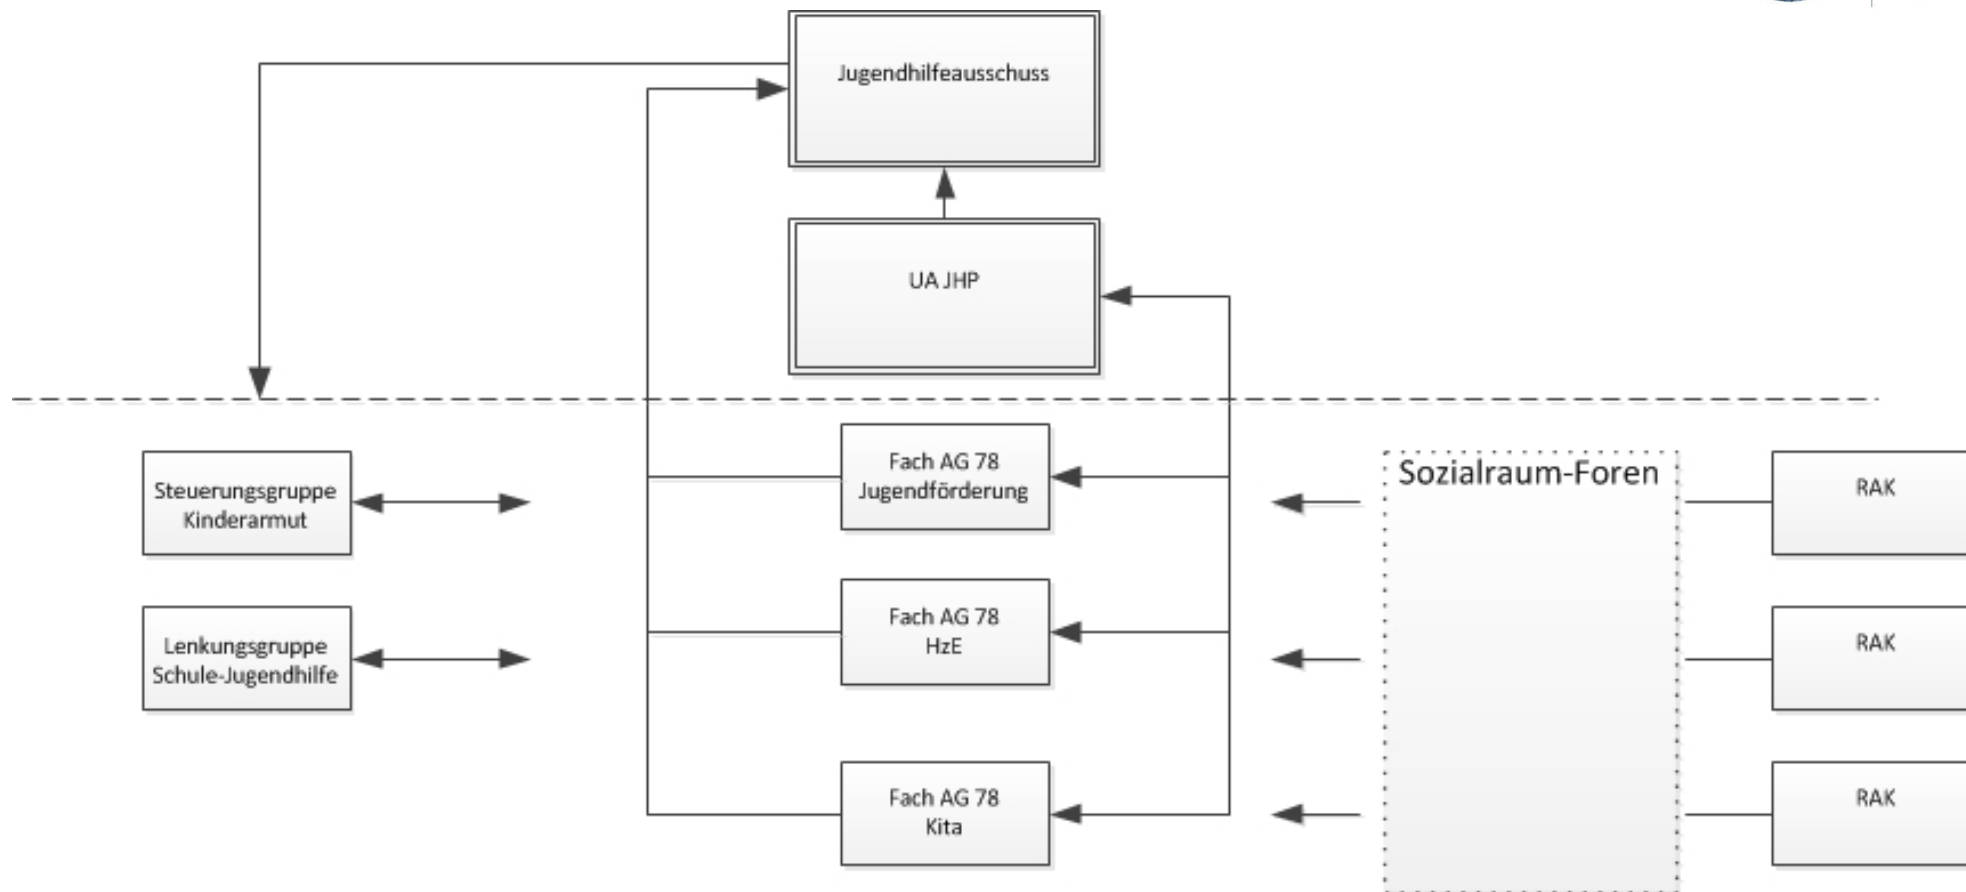 Jugendhilfeausschuss
UA JHP
Steuerungsgruppe
Kinderarmut
Lenkungsgruppe
Schule-Jugendhilfe
Fach AG 78
Jugendförderung
Fach AG 78
HzE
Fach AG 78
Kita
Sozialraum-Foren
RAK
RAK
RAK